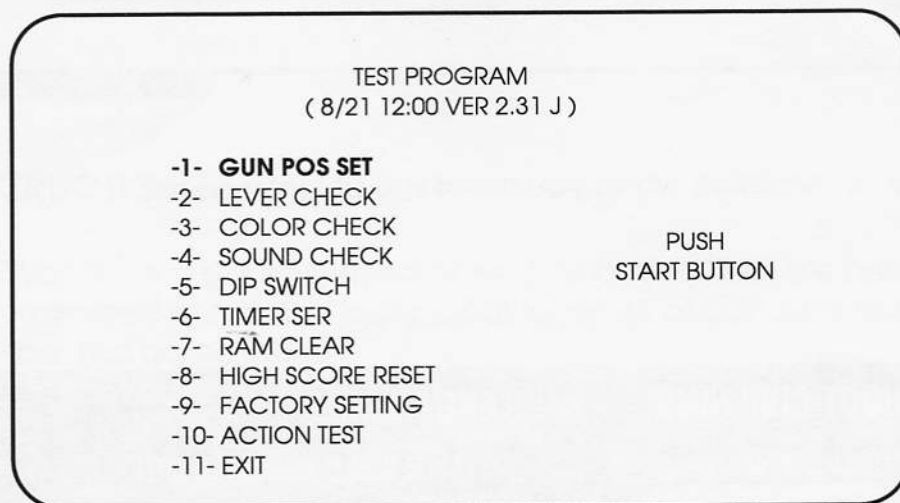 TEST PROGRAM
( 8/21 12:00 VER 2.31 J )
-1- GUN POS SET
-2- LEVER CHECK
-3- COLOR CHECK
-4- SOUND CHECK
-5- DIP SWITCH
-6- TIMER SER
-7- RAM CLEAR
-8- HIGH SCORE RESET
-9- FACTORY SETTING
-10- ACTION TEST
-11- EXIT
PUSH
START BUTTON